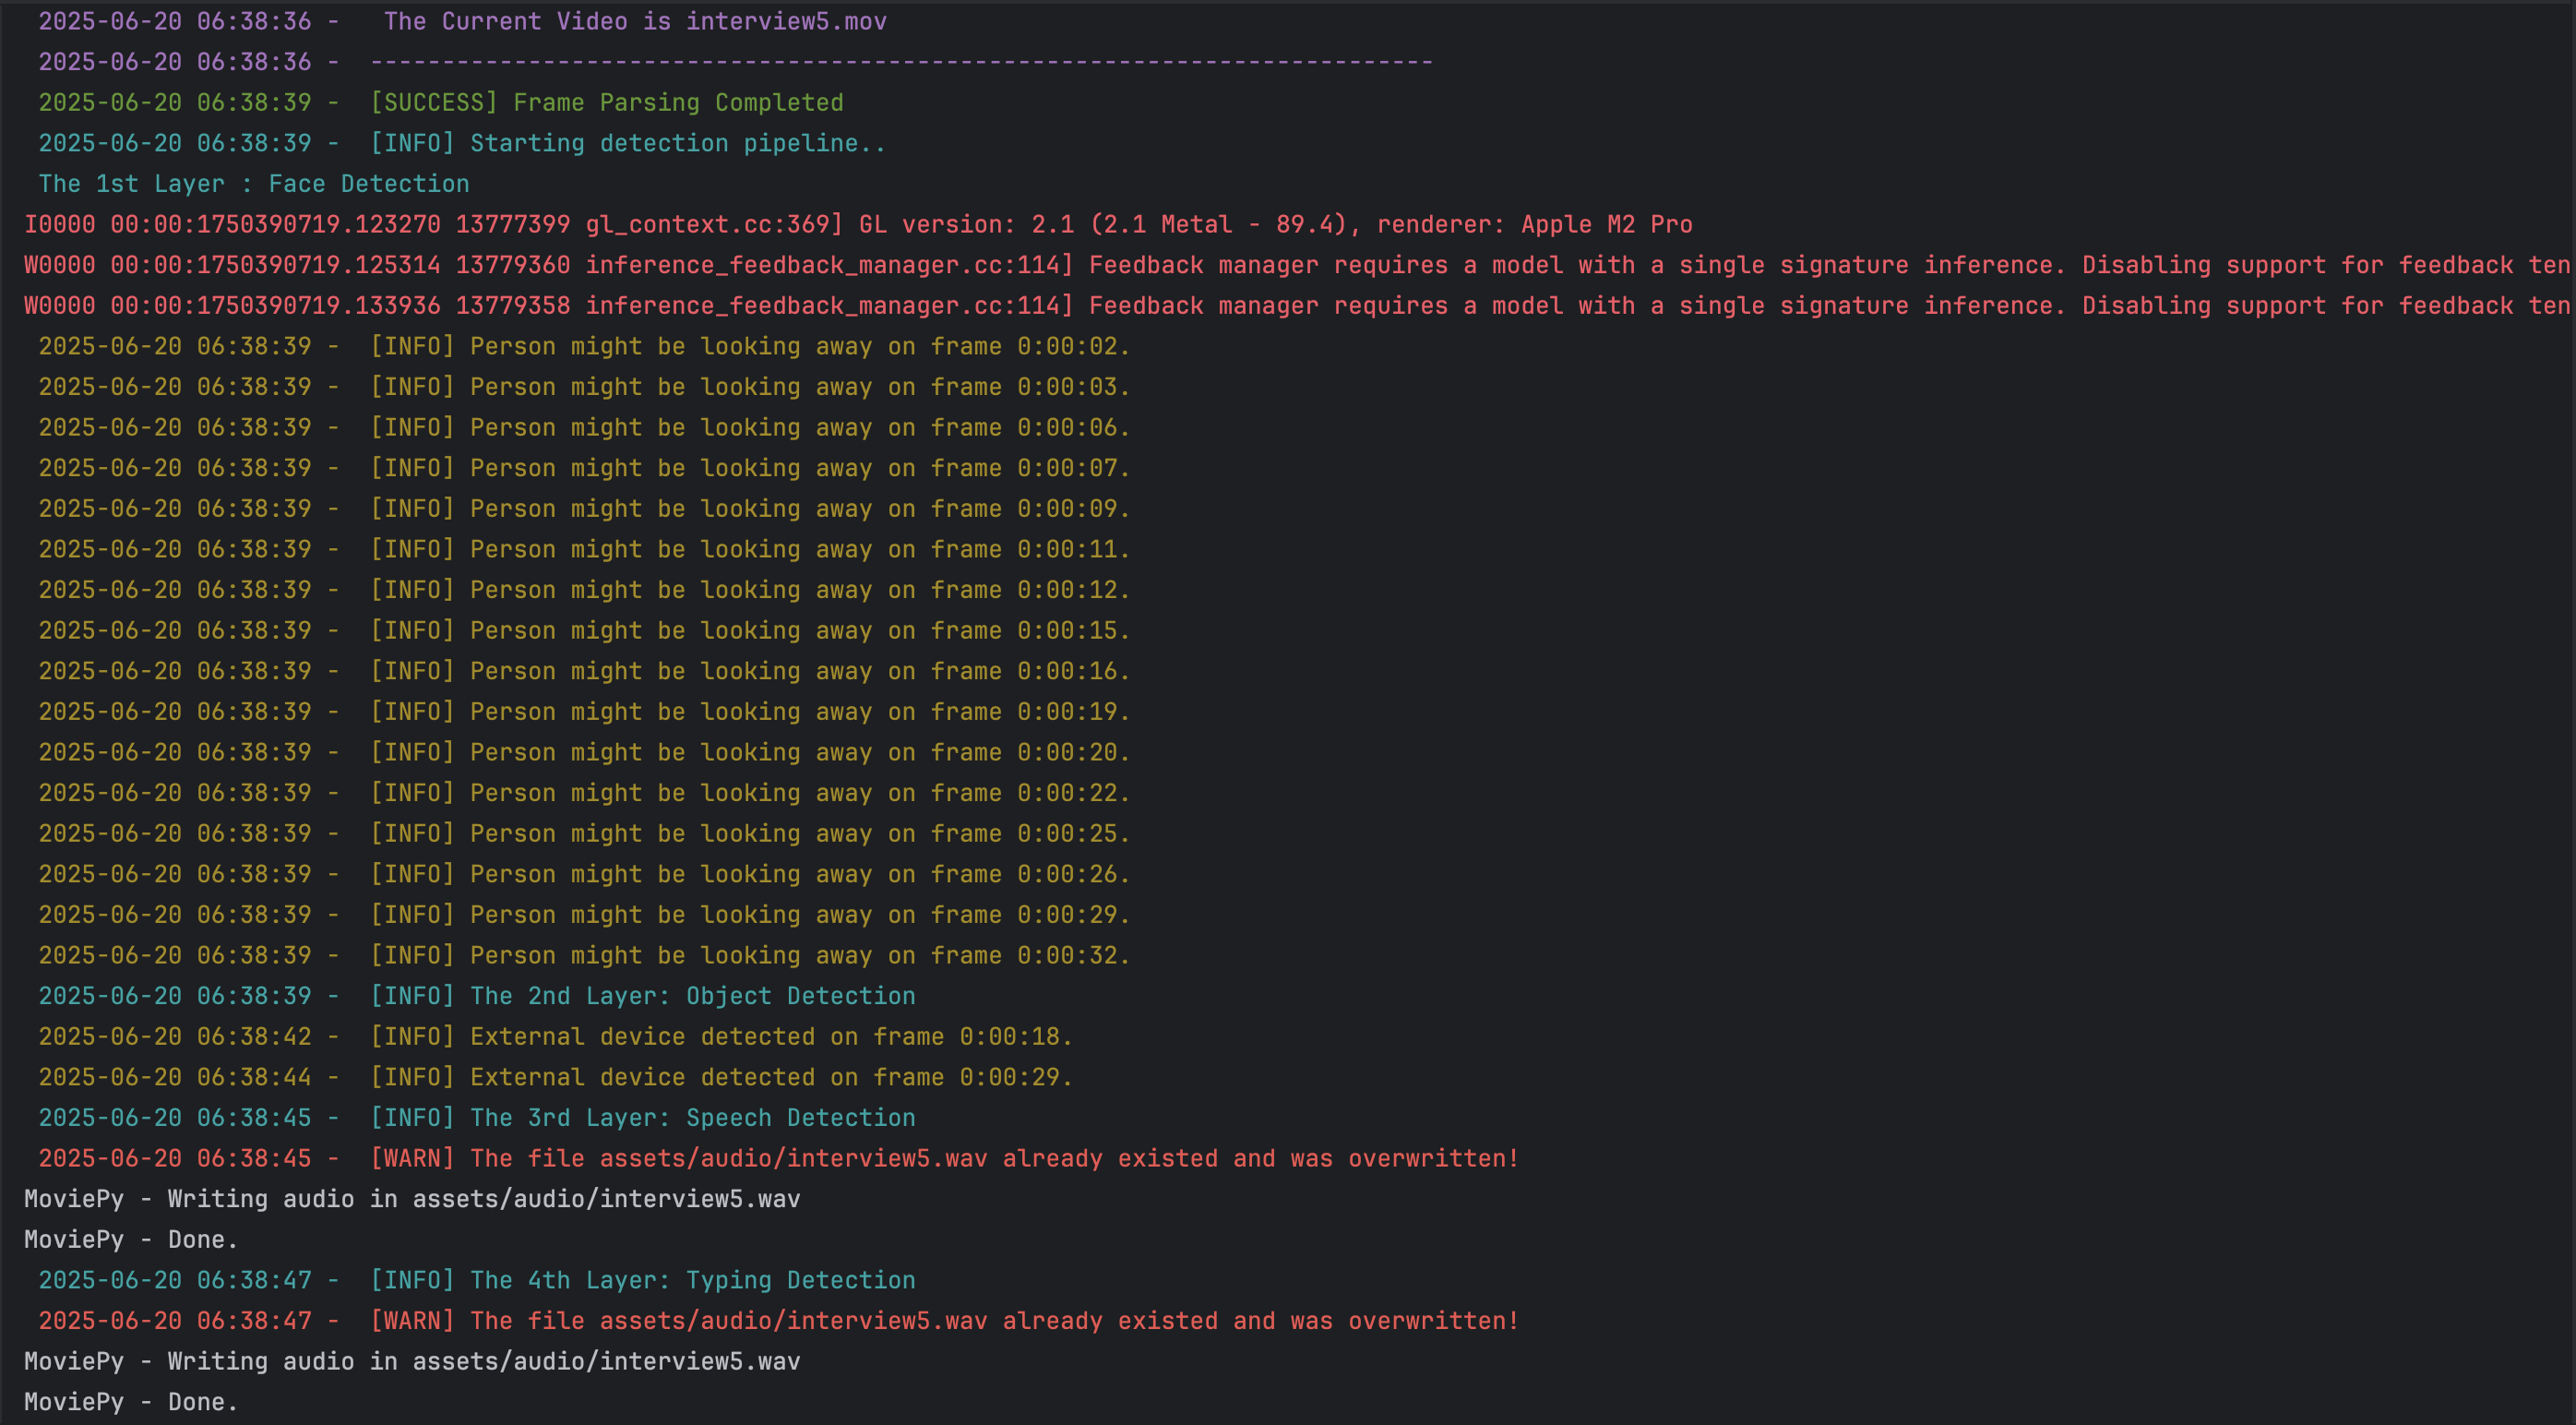 2025-06-20 06:38:36 -   The Current Video is interview5.mov
2025-06-20 06:38:36 -  --------------------------------------------------------------------------
2025-06-20 06:38:39 -  [SUCCESS] Frame Parsing Completed
2025-06-20 06:38:39 -  [INFO] Starting detection pipeline..
The 1st Layer : Face Detection
I0000 00:00:1750390719.123270 13777399 gl_context.cc:369] GL version: 2.1 (2.1 Metal - 89.4), renderer: Apple M2 Pro
W0000 00:00:1750390719.125314 13779360 inference_feedback_manager.cc:114] Feedback manager requires a model with a single signature inference. Disabling support for feedback ten
W0000 00:00:1750390719.133936 13779358 inference_feedback_manager.cc:114] Feedback manager requires a model with a single signature inference. Disabling support for feedback ten
2025-06-20 06:38:39 -  [INFO] Person might be looking away on frame 0:00:02.
2025-06-20 06:38:39 -  [INFO] Person might be looking away on frame 0:00:03.
2025-06-20 06:38:39 -  [INFO] Person might be looking away on frame 0:00:06.
2025-06-20 06:38:39 -  [INFO] Person might be looking away on frame 0:00:07.
2025-06-20 06:38:39 -  [INFO] Person might be looking away on frame 0:00:09.
2025-06-20 06:38:39 -  [INFO] Person might be looking away on frame 0:00:11.
2025-06-20 06:38:39 -  [INFO] Person might be looking away on frame 0:00:12.
2025-06-20 06:38:39 -  [INFO] Person might be looking away on frame 0:00:15.
2025-06-20 06:38:39 -  [INFO] Person might be looking away on frame 0:00:16.
2025-06-20 06:38:39 -  [INFO] Person might be looking away on frame 0:00:19.
2025-06-20 06:38:39 -  [INFO] Person might be looking away on frame 0:00:20.
2025-06-20 06:38:39 -  [INFO] Person might be looking away on frame 0:00:22.
2025-06-20 06:38:39 -  [INFO] Person might be looking away on frame 0:00:25.
2025-06-20 06:38:39 -  [INFO] Person might be looking away on frame 0:00:26.
2025-06-20 06:38:39 -  [INFO] Person might be looking away on frame 0:00:29.
2025-06-20 06:38:39 -  [INFO] Person might be looking away on frame 0:00:32.
2025-06-20 06:38:39 -  [INFO] The 2nd Layer: Object Detection
2025-06-20 06:38:42 -  [INFO] External device detected on frame 0:00:18.
2025-06-20 06:38:44 -  [INFO] External device detected on frame 0:00:29.
2025-06-20 06:38:45 -  [INFO] The 3rd Layer: Speech Detection
2025-06-20 06:38:45 -  [WARN] The file assets/audio/interview5.wav already existed and was overwritten!
MoviePy - Writing audio in assets/audio/interview5.wav
MoviePy - Done.
2025-06-20 06:38:47 -  [INFO] The 4th Layer: Typing Detection
2025-06-20 06:38:47 -  [WARN] The file assets/audio/interview5.wav already existed and was overwritten!
MoviePy - Writing audio in assets/audio/interview5.wav
MoviePy - Done.